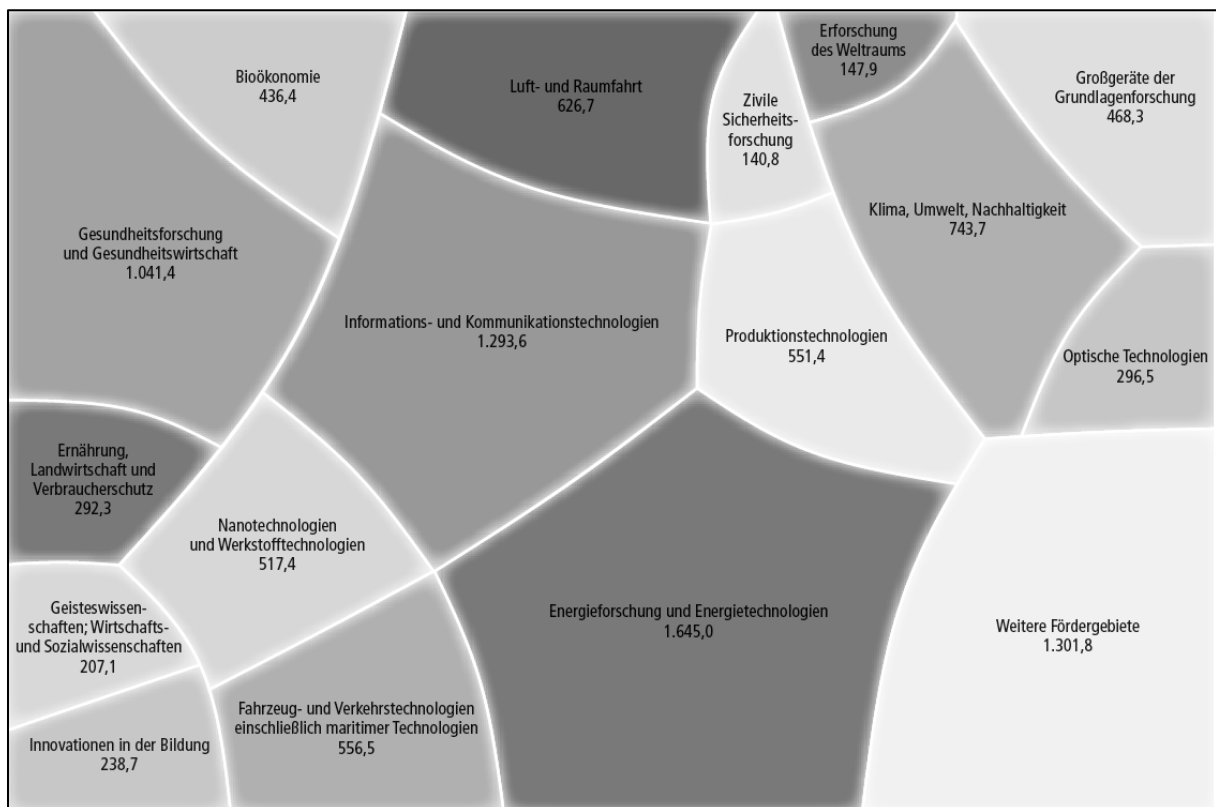 Bioökonomie
436,4
Luft- und Raumfahrt
626,7
Erforschung
des Weltraums
147,9
Zivile
Sicherheits-
forschung
140,8
Großgeräte der
Grundlagenforschung
468,3
Gesundheitsforschung
und Gesundheitswirtschaft
1.041,4
Klima, Umwelt, Nachhaltigkeit
743,7
Informations- und Kommunikationstechnologien
1.293,6
Produktionstechnologien
551,4
Optische Technologien
296,5
Ernährung,
Landwirtschaft und
Verbraucherschutz
292,3
Nanotechnologien
und Werkstofftechnologien
517,4
Geisteswissen-
schaften; Wirtschafts-
und Sozialwissenschaften
207,1
Energieforschung und Energietechnologien
1.645,0
Weitere Fördergebiete
1.301,8
Innovationen in der Bildung
238,7
Fahrzeug- und Verkehrstechnologien
einschließlich maritimer Technologien
556,5